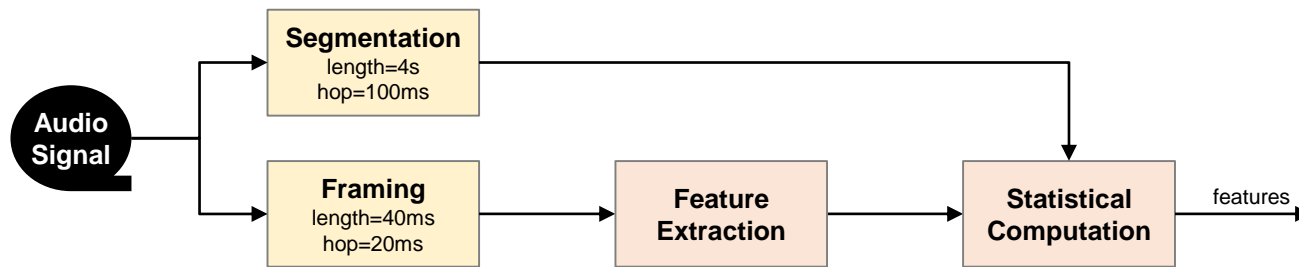 Audio
Signal
Segmentation
length=4s
hop=100ms
Framing
length=40ms
hop=20ms
Feature
Extraction
Statistical
Computation
features